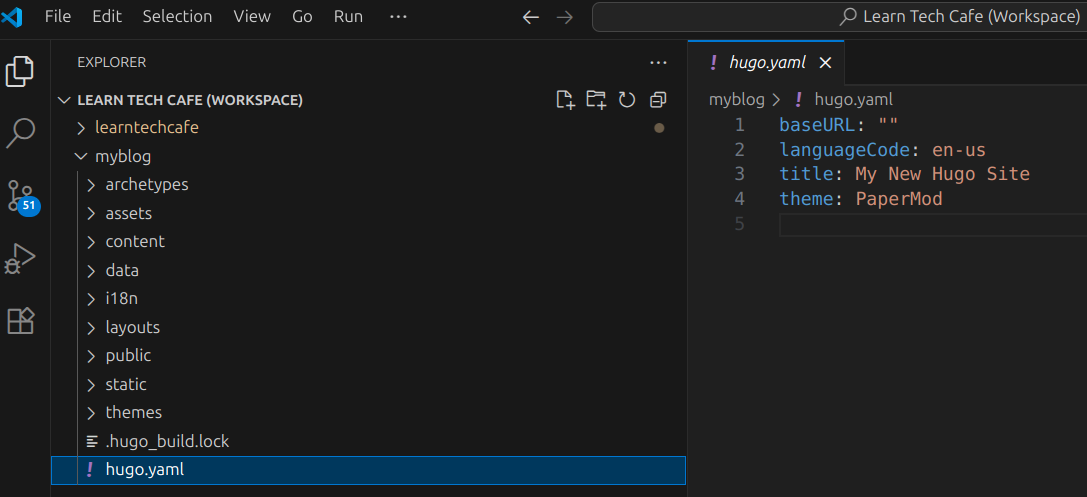 File Edit Selection View Go Run ··· Learn Tech Cafe (Workspace)
EXPLORER ···
LEARN TECH CAFE (WORKSPACE)
learntechcafe
myblog
archetypes
assets
content
data
i18n
layouts
public
static
themes
.hugo_build.lock
! hugo.yaml
51
! hugo.yaml
myblog > ! hugo.yaml
1 baseURL: ""
2 languageCode: en-us
3 title: My New Hugo Site
4 theme: PaperMod
5